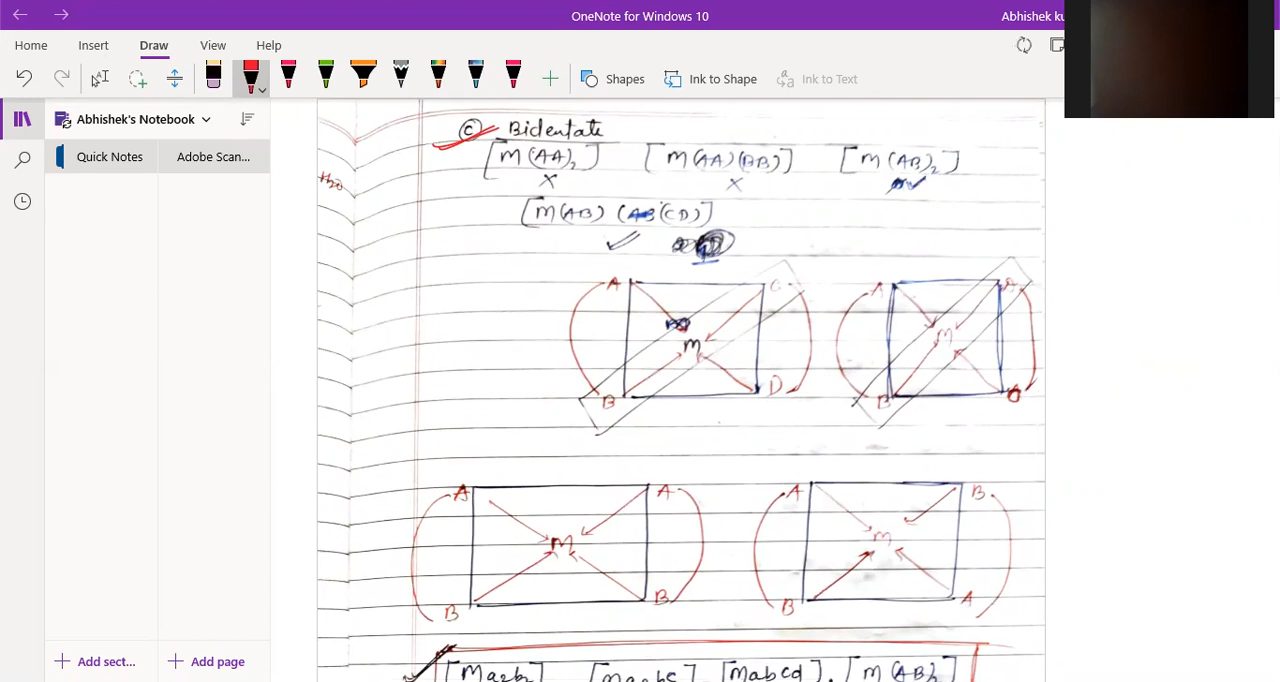 OneNote for Windows 10
Abhishek ku
Home Insert Draw View Help
Shapes Ink to Shape Ink to Text
Abhishek's Notebook
Quick Notes Adobe Scan...
H₂O
(C) Bidentate
[M(AA)₂] [M(AA)(BB)] [M(AB)₂]
[M(AB) (CD)]
A C A D
M M
B D B C
A A A B
M M
B B B A
[Ma₂b₂] [Ma₂bc] [Mabcd], [M(AB)₂]
Add sect... Add page